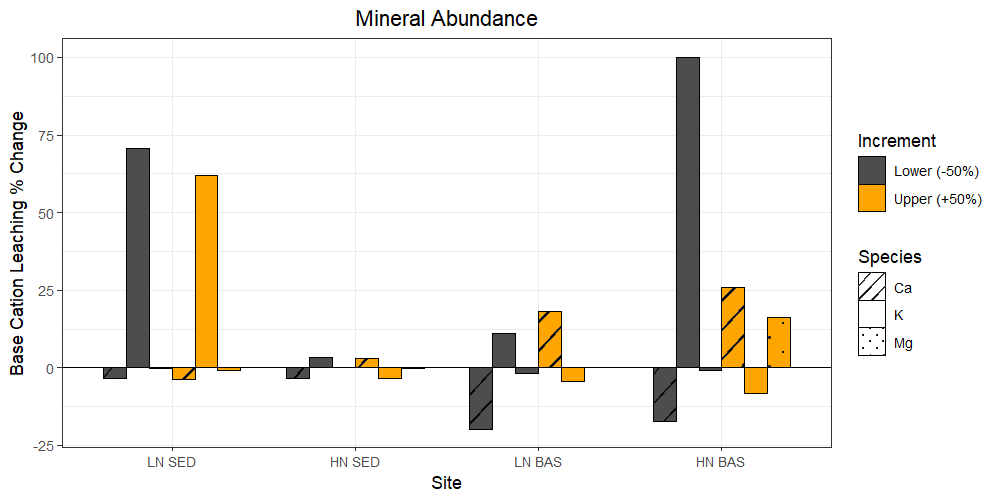 Mineral Abundance
Base Cation Leaching % Change
100
75
50
25
0
-25
LN SED
HN SED
LN BAS
HN BAS
Site
Increment
Lower (-50%)
Upper (+50%)
Species
Ca
K
Mg